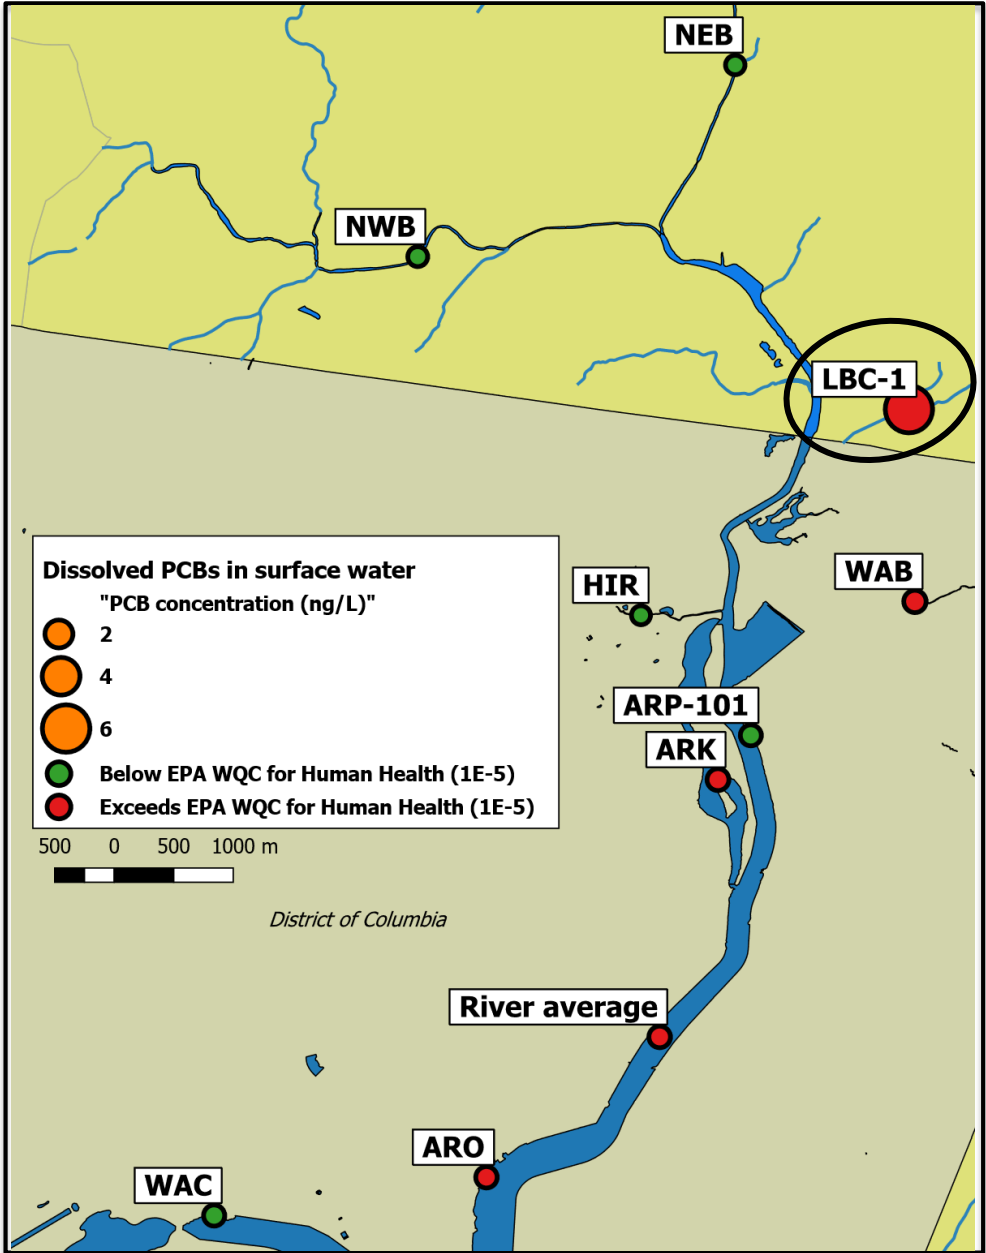 NEB
NWB
LBC-1
Dissolved PCBs in surface water
"PCB concentration (ng/L)"
2
4
6
Below EPA WQC for Human Health (1E-5)
Exceeds EPA WQC for Human Health (1E-5)
HIR
WAB
ARP-101
ARK
500 0 500 1000 m
District of Columbia
River average
ARO
WAC